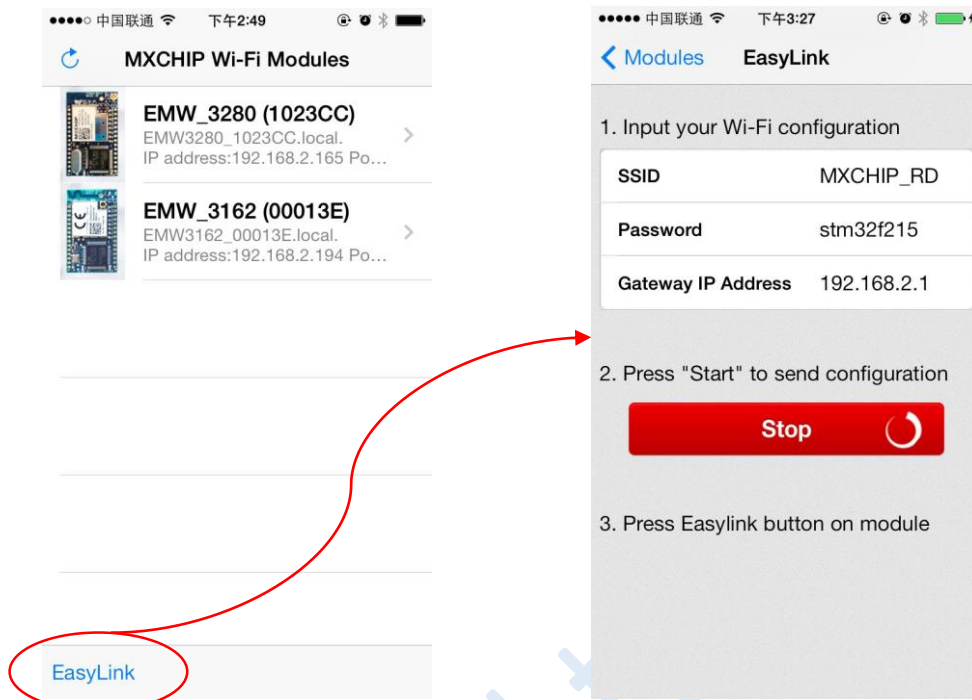 中国联通 下午2:49
MXCHIP Wi-Fi Modules
EMW_3280 (1023CC)
EMW3280_1023CC.local.
IP address:192.168.2.165 Po...
EMW_3162 (00013E)
EMW3162_00013E.local.
IP address:192.168.2.194 Po...
EasyLink
中国联通 下午3:27
Modules EasyLink
1. Input your Wi-Fi configuration
SSID MXCHIP_RD
Password stm32f215
Gateway IP Address 192.168.2.1
2. Press "Start" to send configuration
Stop
3. Press Easylink button on module